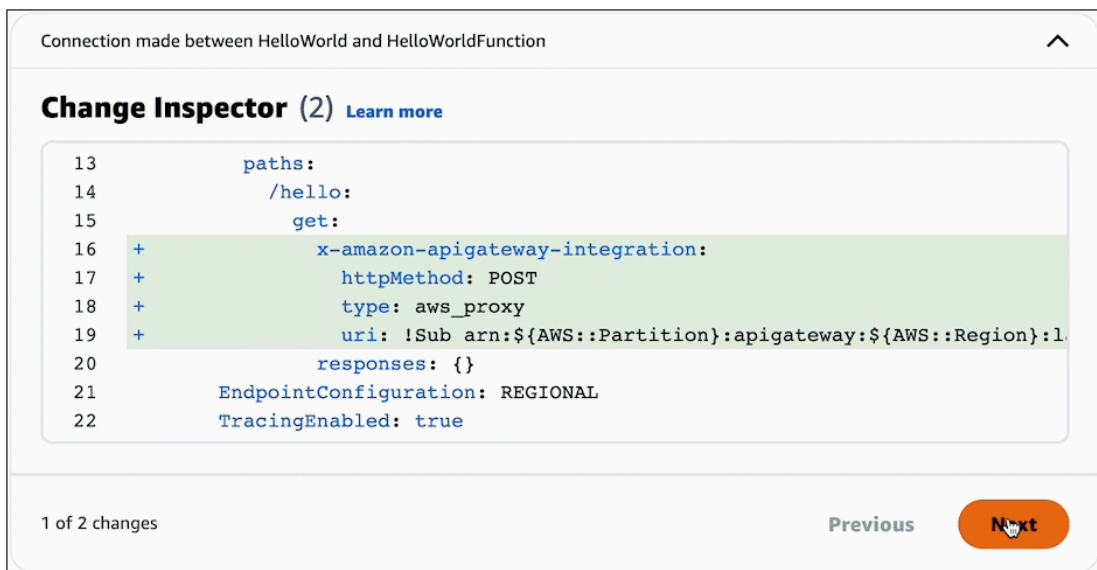 Connection made between HelloWorld and HelloWorldFunction
Change Inspector (2) Learn more
13 paths:
14 /hello:
15 get:
16 + x-amazon-apigateway-integration:
17 + httpMethod: POST
18 + type: aws_proxy
19 + uri: !Sub arn:${AWS::Partition}:apigateway:${AWS::Region}:
20 responses: {}
21 EndpointConfiguration: REGIONAL
22 TracingEnabled: true
1 of 2 changes
Previous
Next